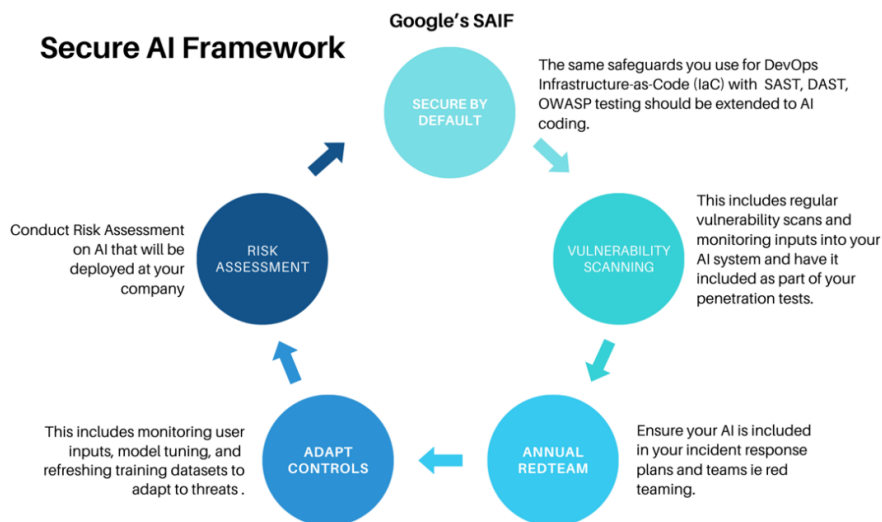 Google's SAIF
Secure AI Framework
SECURE BY
DEFAULT
The same safeguards you use for DevOps
Infrastructure-as-Code (IaC) with SAST, DAST,
OWASP testing should be extended to AI
coding.
VULNERABILITY
SCANNING
This includes regular
vulnerability scans and
monitoring inputs into your
AI system and have it
included as part of your
penetration tests.
ANNUAL
REDTEAM
Ensure your AI is included
in your incident response
plans and teams ie red
teaming.
ADAPT
CONTROLS
This includes monitoring user
inputs, model tuning, and
refreshing training datasets to
adapt to threats .
RISK
ASSESSMENT
Conduct Risk Assessment
on AI that will be
deployed at your
company